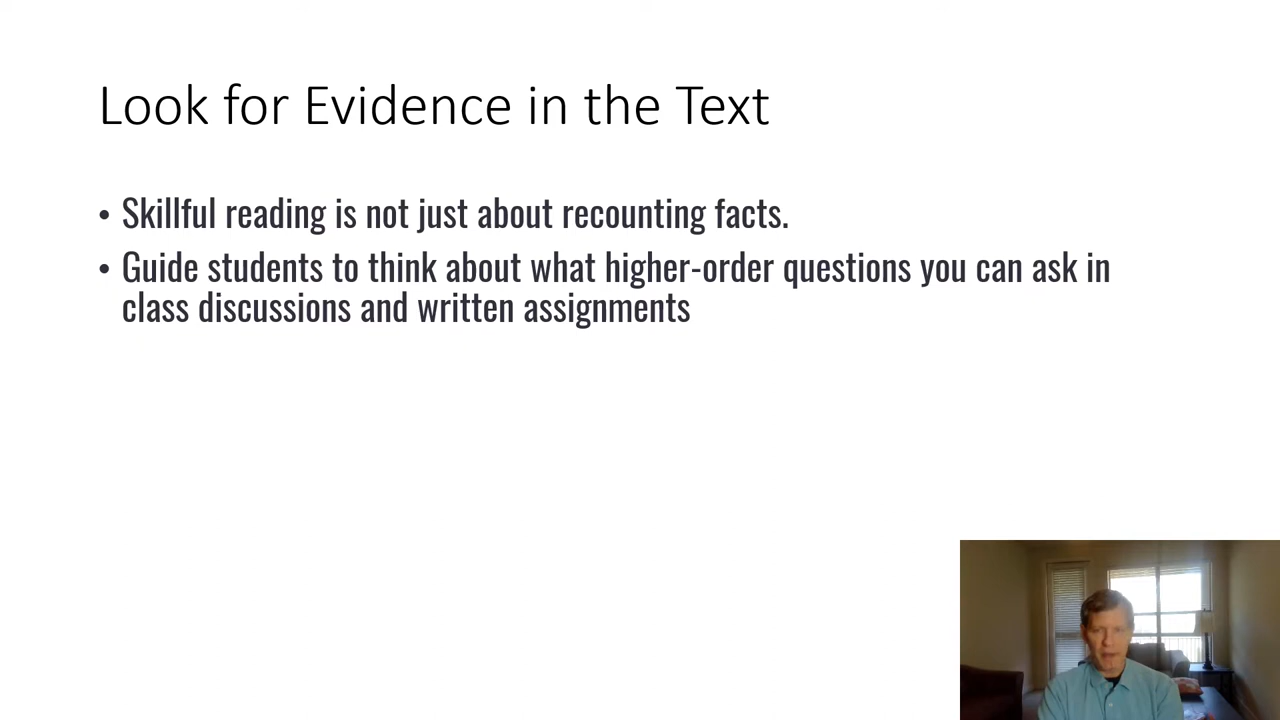 Look for Evidence in the Text
• Skillful reading is not just about recounting facts.
• Guide students to think about what higher-order questions you can ask in
class discussions and written assignments